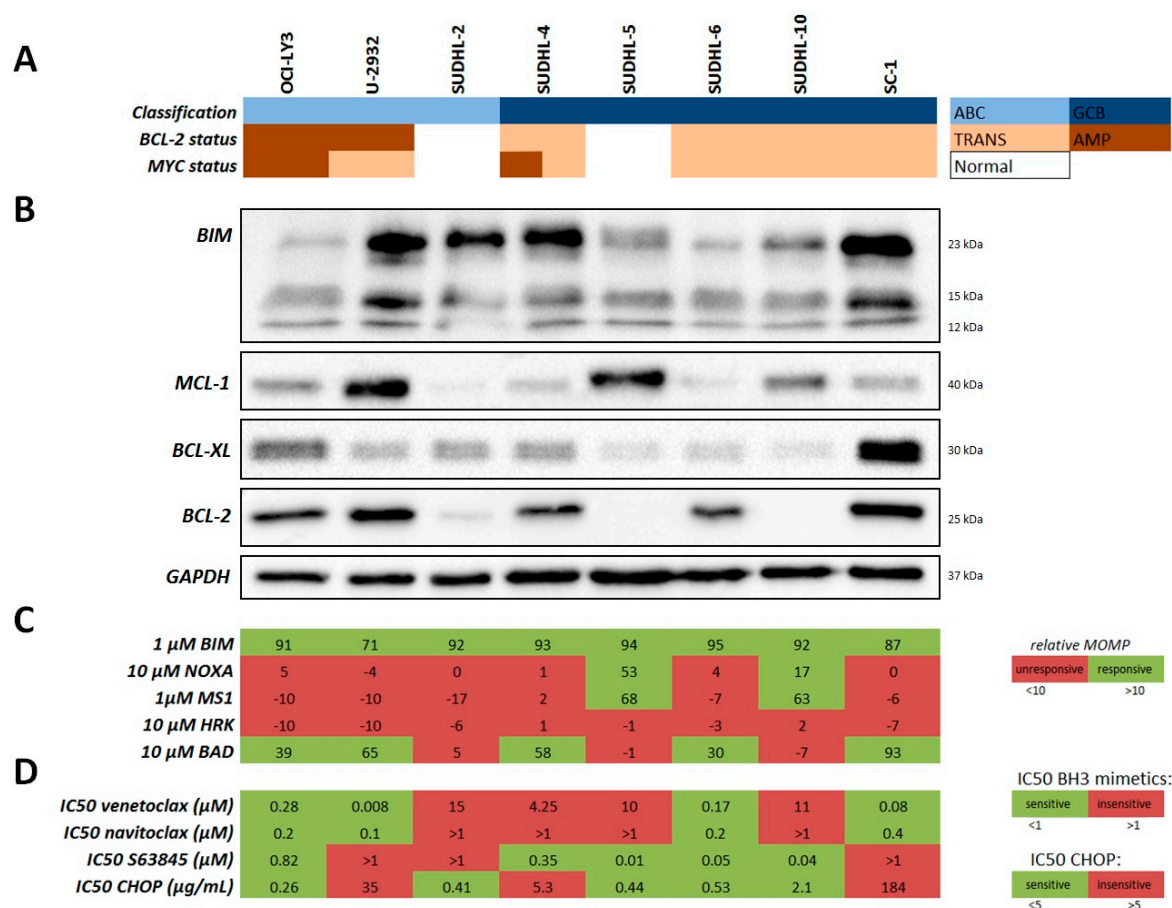 A
OCI-LY3
U-2932
SUDHL-2
SUDHL-4
SUDHL-5
SUDHL-6
SUDHL-10
SC-1
Classification
ABC GCB
BCL-2 status
TRANS AMP
MYC status
Normal
B
BIM
23 kDa
15 kDa
12 kDa
MCL-1
40 kDa
BCL-XL
30 kDa
BCL-2
25 kDa
GAPDH
37 kDa
C
1 µM BIM 91 71 92 93 94 95 92 87
10 µM NOXA 5 -4 0 1 53 4 17 0
1µM MS1 -10 -10 -17 2 68 -7 63 -6
10 µM HRK -10 -10 -6 1 -1 -3 2 -7
10 µM BAD 39 65 5 58 -1 30 -7 93
relative MOMP
unresponsive responsive
<10 >10
D
IC50 venetoclax (µM) 0.28 0.008 15 4.25 10 0.17 11 0.08
IC50 navitoclax (µM) 0.2 0.1 >1 >1 >1 0.2 >1 0.4
IC50 S63845 (µM) 0.82 >1 >1 0.35 0.01 0.05 0.04 >1
IC50 CHOP (µg/mL) 0.26 35 0.41 5.3 0.44 0.53 2.1 184
IC50 BH3 mimetics:
sensitive insensitive
<1 >1
IC50 CHOP:
sensitive insensitive
<5 >5